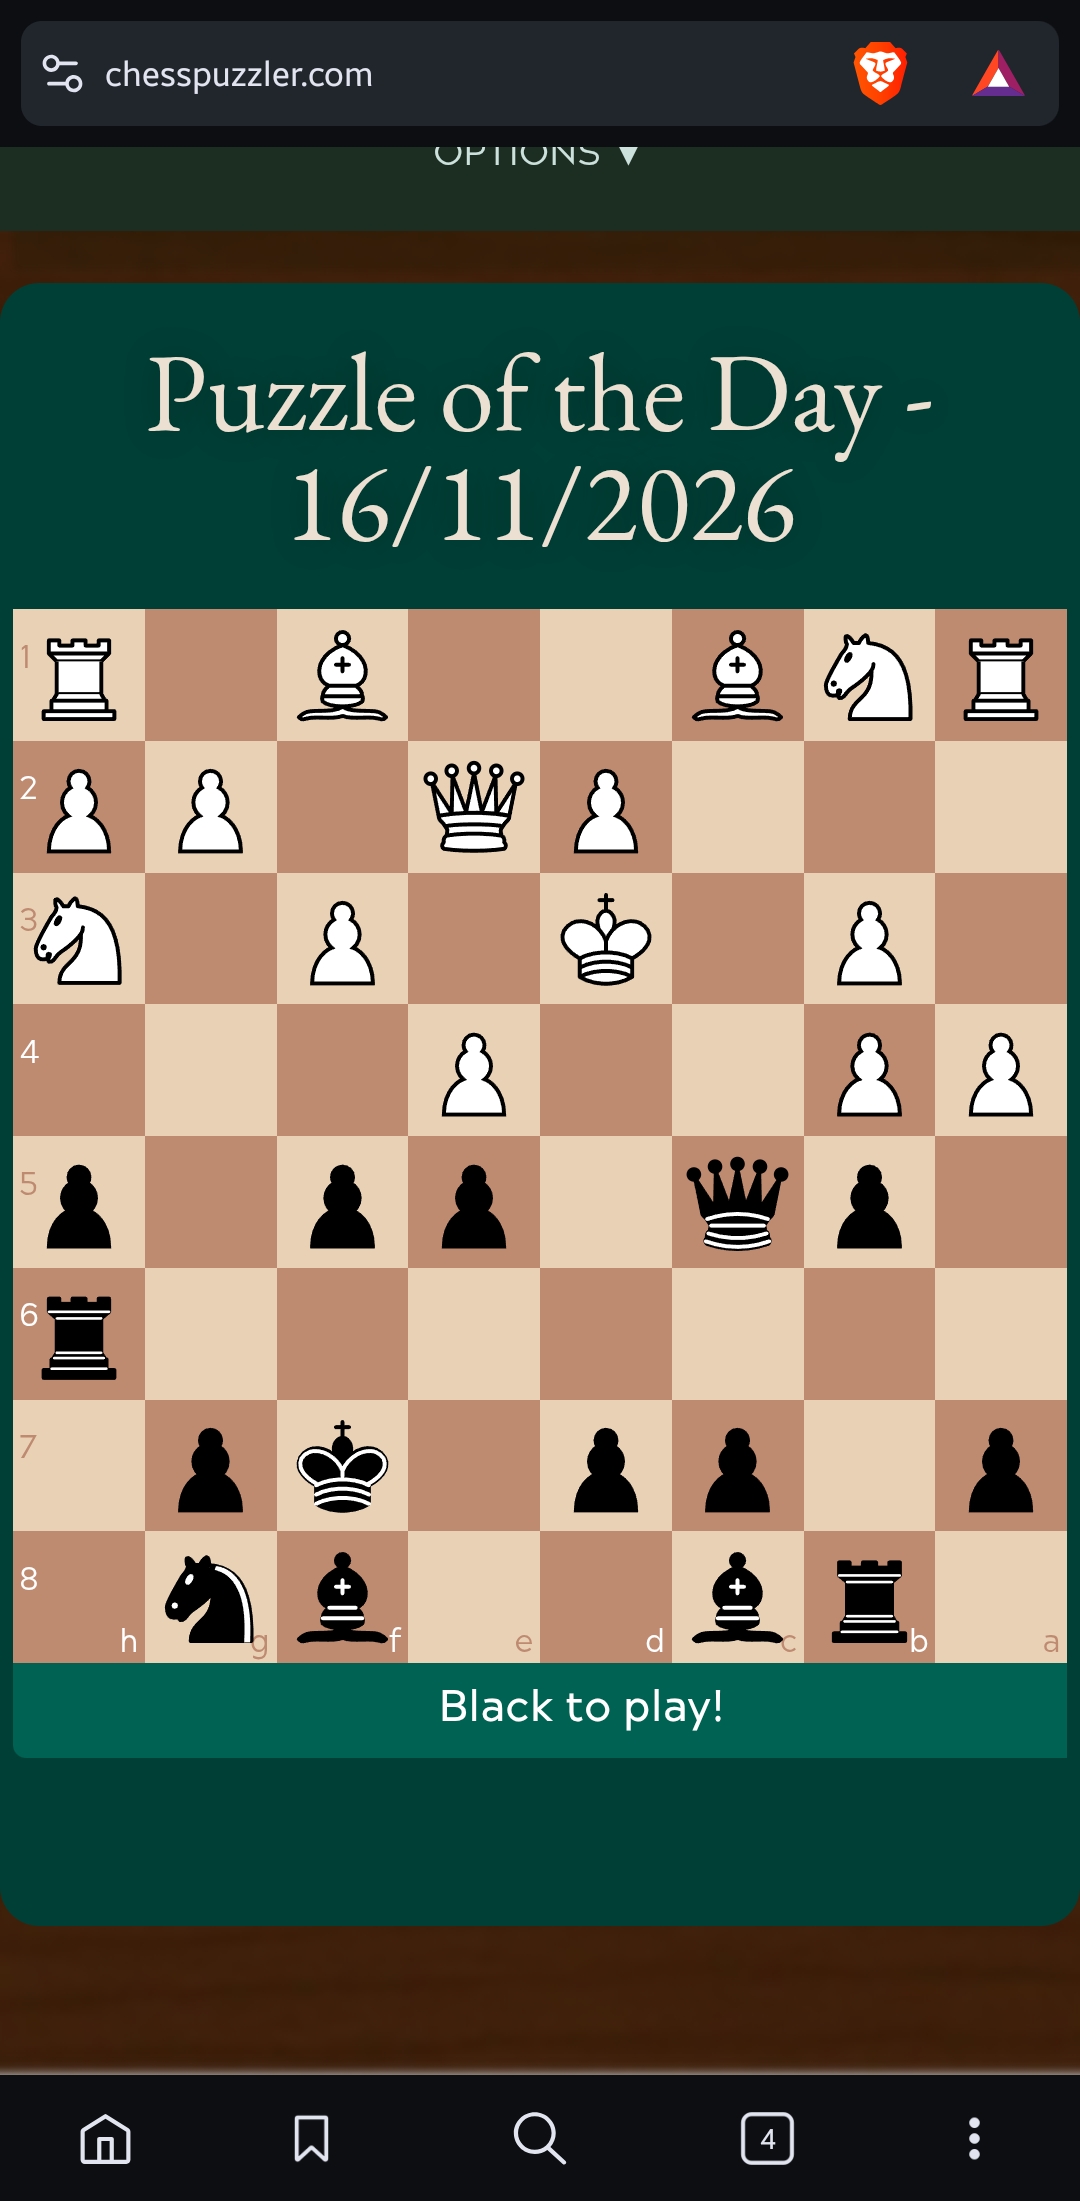 chesspuzzler.com
OPTIONS ▼
Puzzle of the Day -
16/11/2026
1
2
3
4
5
6
7
8
h g f e d c b a
Black to play!
4